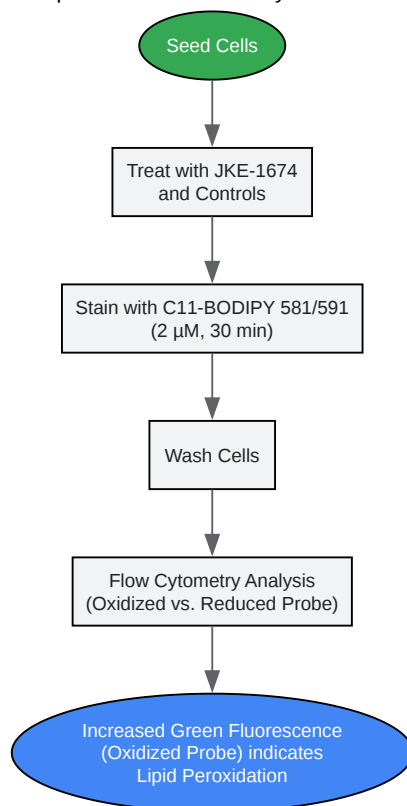 Seed Cells
Treat with JKE-1674
and Controls
Stain with C11-BODIPY 581/591
(2 µM, 30 min)
Wash Cells
Flow Cytometry Analysis
(Oxidized vs. Reduced Probe)
Increased Green Fluorescence
(Oxidized Probe) indicates
Lipid Peroxidation